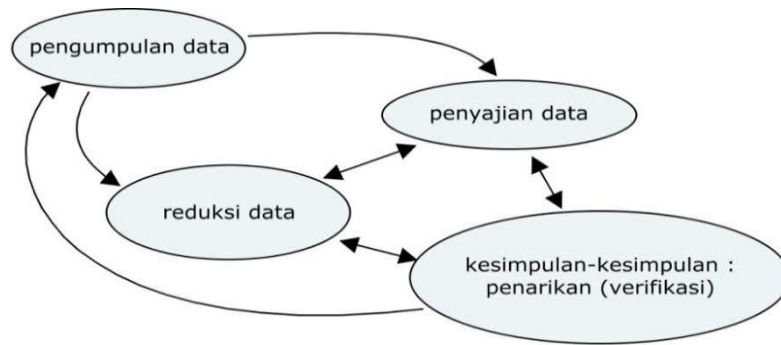 pengumpulan data
penyajian data
reduksi data
kesimpulan-kesimpulan :
penarikan (verifikasi)